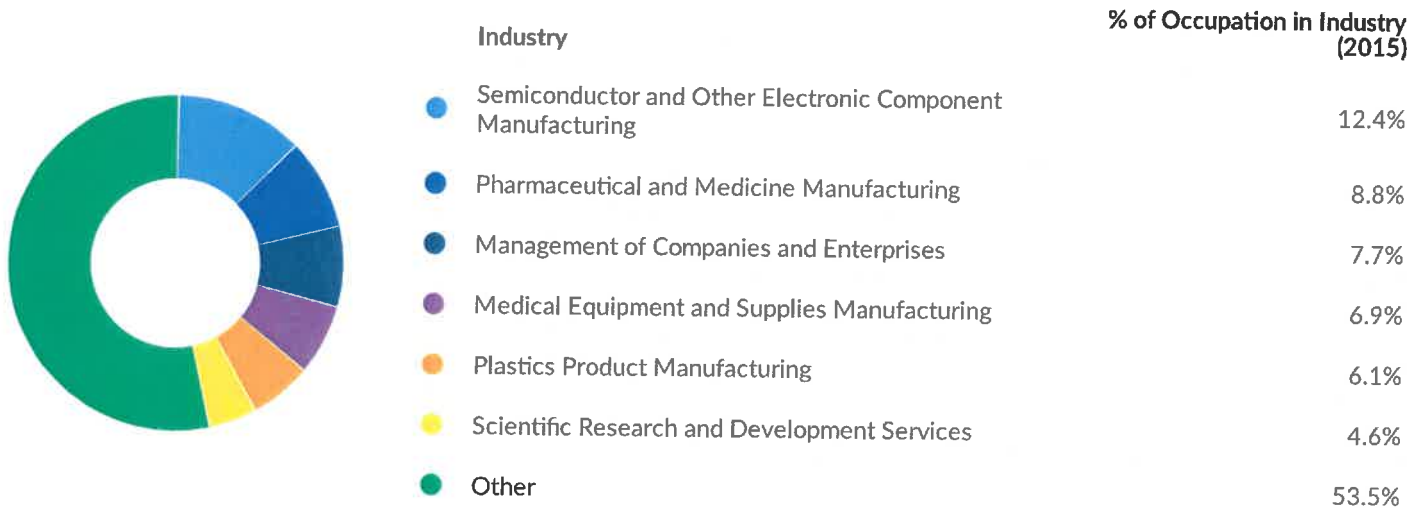 Industry
% of Occupation in Industry
(2015)
Semiconductor and Other Electronic Component
Manufacturing
12.4%
Pharmaceutical and Medicine Manufacturing
8.8%
Management of Companies and Enterprises
7.7%
Medical Equipment and Supplies Manufacturing
6.9%
Plastics Product Manufacturing
6.1%
Scientific Research and Development Services
4.6%
Other
53.5%